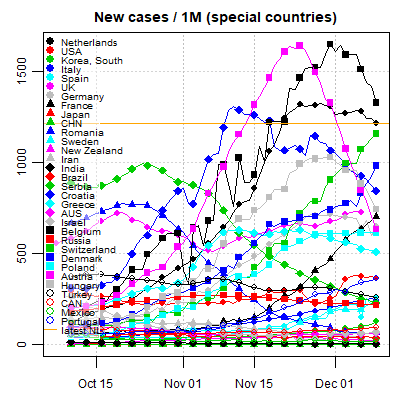 New cases / 1M (special countries)
1500
1000
500
0
Netherlands
USA
Korea, South
Italy
Spain
UK
Germany
France
Japan
CHN
Romania
Sweden
New Zealand
Iran
India
Brazil
Serbia
Croatia
Greece
AUS
Israel
Belgium
Russia
Switzerland
Denmark
Poland
Austria
Hungary
Turkey
CAN
Mexico
Portugal
latest NL
Oct 15
Nov 01
Nov 15
Dec 01